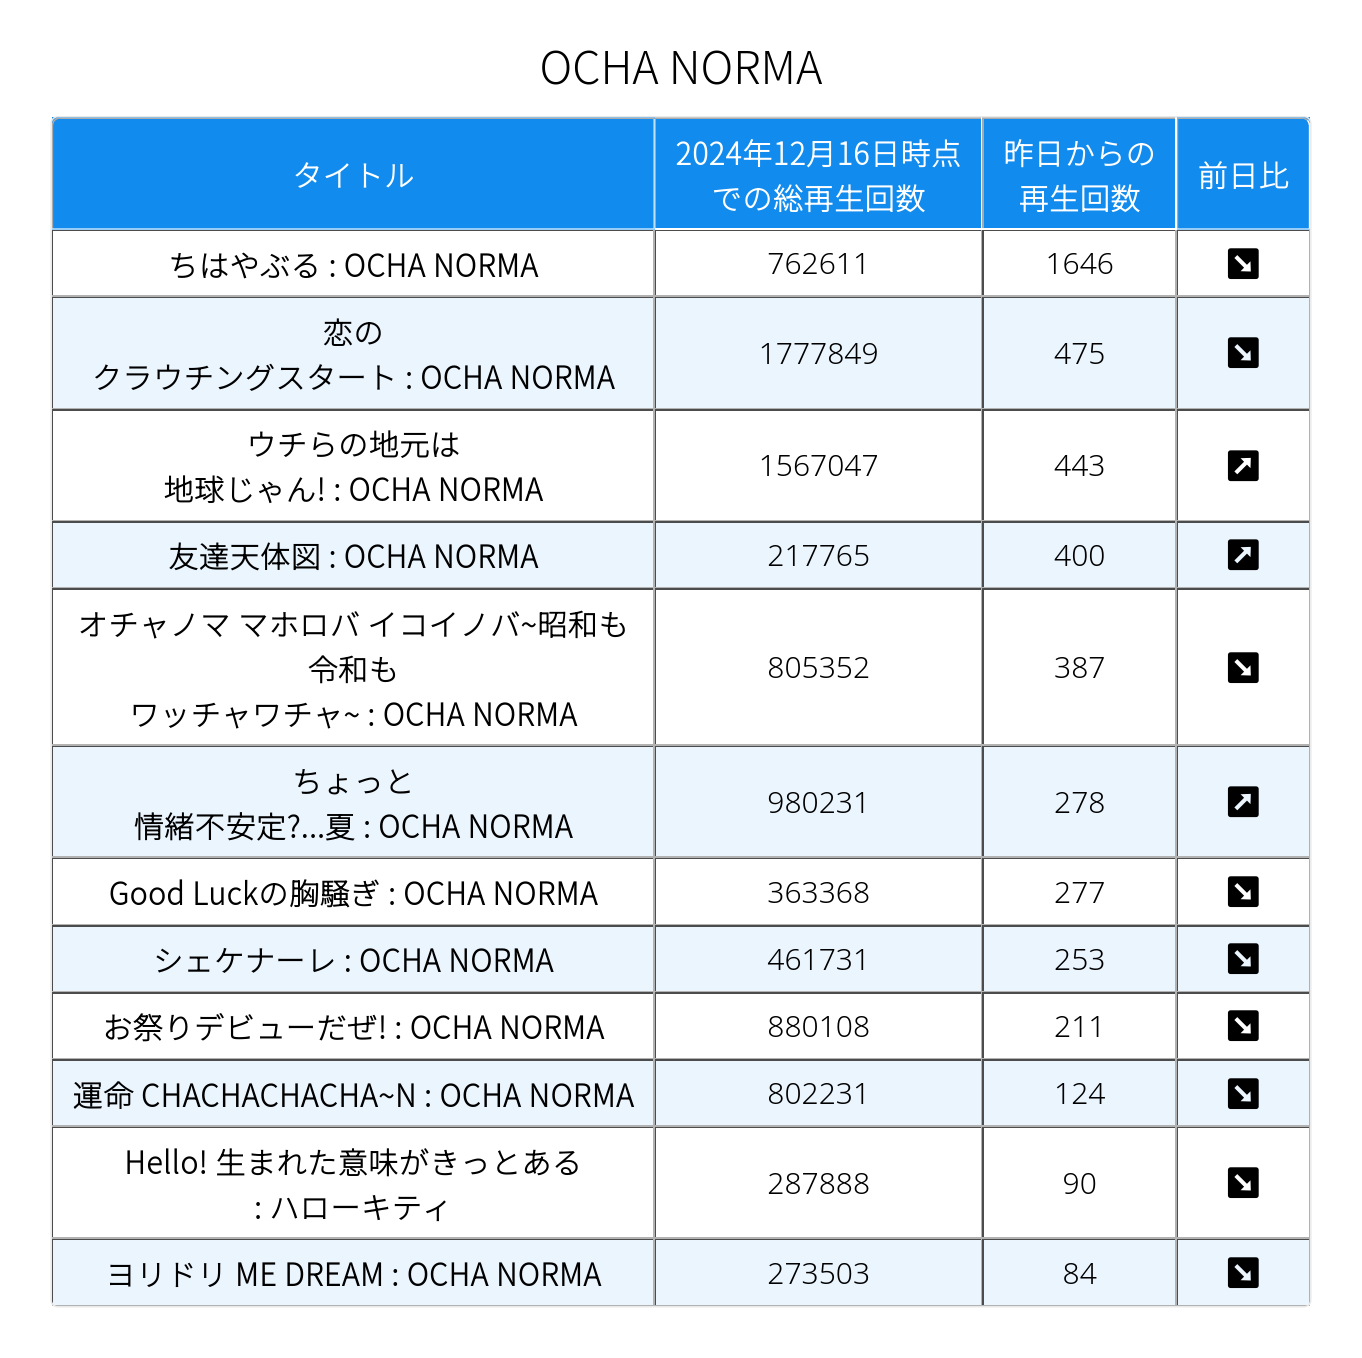 OCHA NORMA
タイトル
2024年12月16日時点
での総再生回数
昨日からの
再生回数
前日比
ちはやぶる : OCHA NORMA
762611
1646
恋の
クラウチングスタート : OCHA NORMA
1777849
475
ウチらの地元は
地球じゃん! : OCHA NORMA
1567047
443
友達天体図 : OCHA NORMA
217765
400
オチャノマ マホロバ イコイノバ~昭和も
令和も
ワッチャワチャ~ : OCHA NORMA
805352
387
ちょっと
情緒不安定?...夏 : OCHA NORMA
980231
278
Good Luckの胸騒ぎ : OCHA NORMA
363368
277
シェケナーレ : OCHA NORMA
461731
253
お祭りデビューだぜ! : OCHA NORMA
880108
211
運命 CHACHACHACHA~N : OCHA NORMA
802231
124
Hello! 生まれた意味がきっとある
: ハローキティ
287888
90
ヨリドリ ME DREAM : OCHA NORMA
273503
84